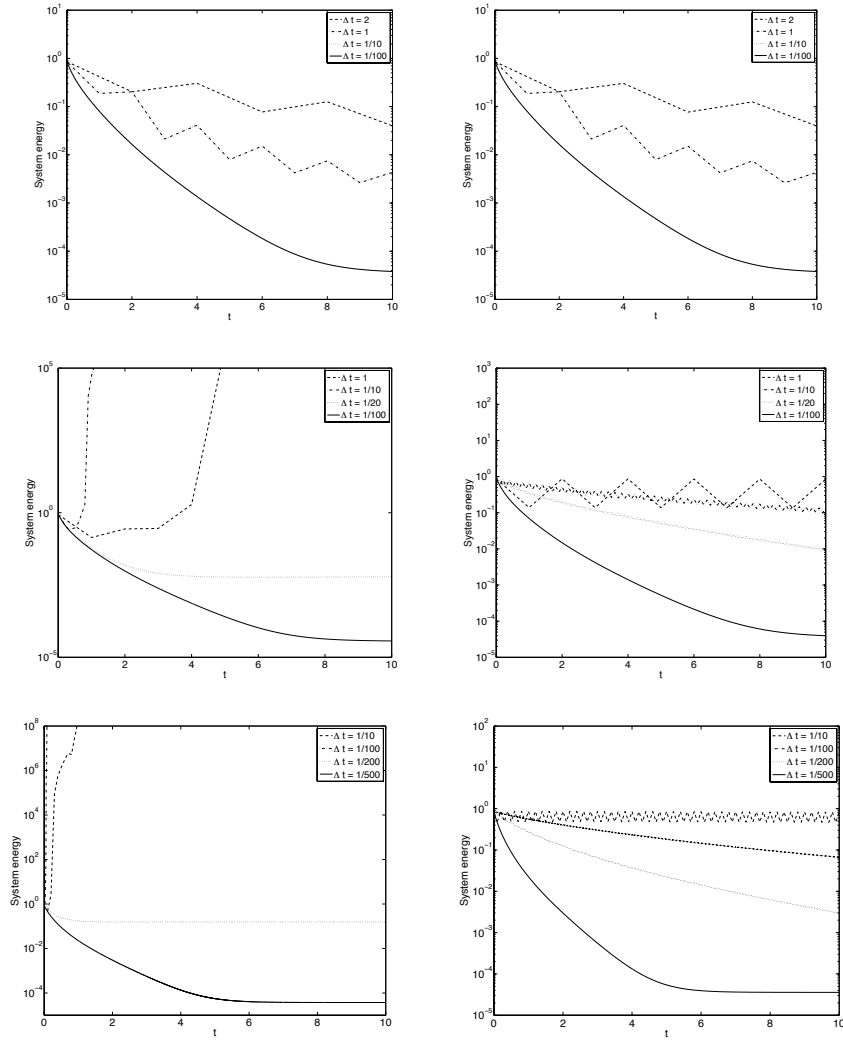 Δ t = 2
Δ t = 1
Δ t = 1/10
Δ t = 1/100
10^1
10^0
10^−1
10^−2
10^−3
10^−4
10^−5
System energy
0 2 4 6 8 10
t
Δ t = 2
Δ t = 1
Δ t = 1/10
Δ t = 1/100
10^1
10^0
10^−1
10^−2
10^−3
10^−4
10^−5
System energy
0 2 4 6 8 10
t
Δ t = 1
Δ t = 1/10
Δ t = 1/20
Δ t = 1/100
10^5
10^0
10^−5
System energy
0 2 4 6 8 10
t
Δ t = 1
Δ t = 1/10
Δ t = 1/20
Δ t = 1/100
10^3
10^2
10^1
10^0
10^−1
10^−2
10^−3
10^−4
10^−5
System energy
0 2 4 6 8 10
t
Δ t = 1/10
Δ t = 1/100
Δ t = 1/200
Δ t = 1/500
10^8
10^6
10^4
10^2
10^0
10^−2
10^−4
System energy
0 2 4 6 8 10
t
Δ t = 1/10
Δ t = 1/100
Δ t = 1/200
Δ t = 1/500
10^2
10^1
10^0
10^−1
10^−2
10^−3
10^−4
10^−5
System energy
0 2 4 6 8 10
t